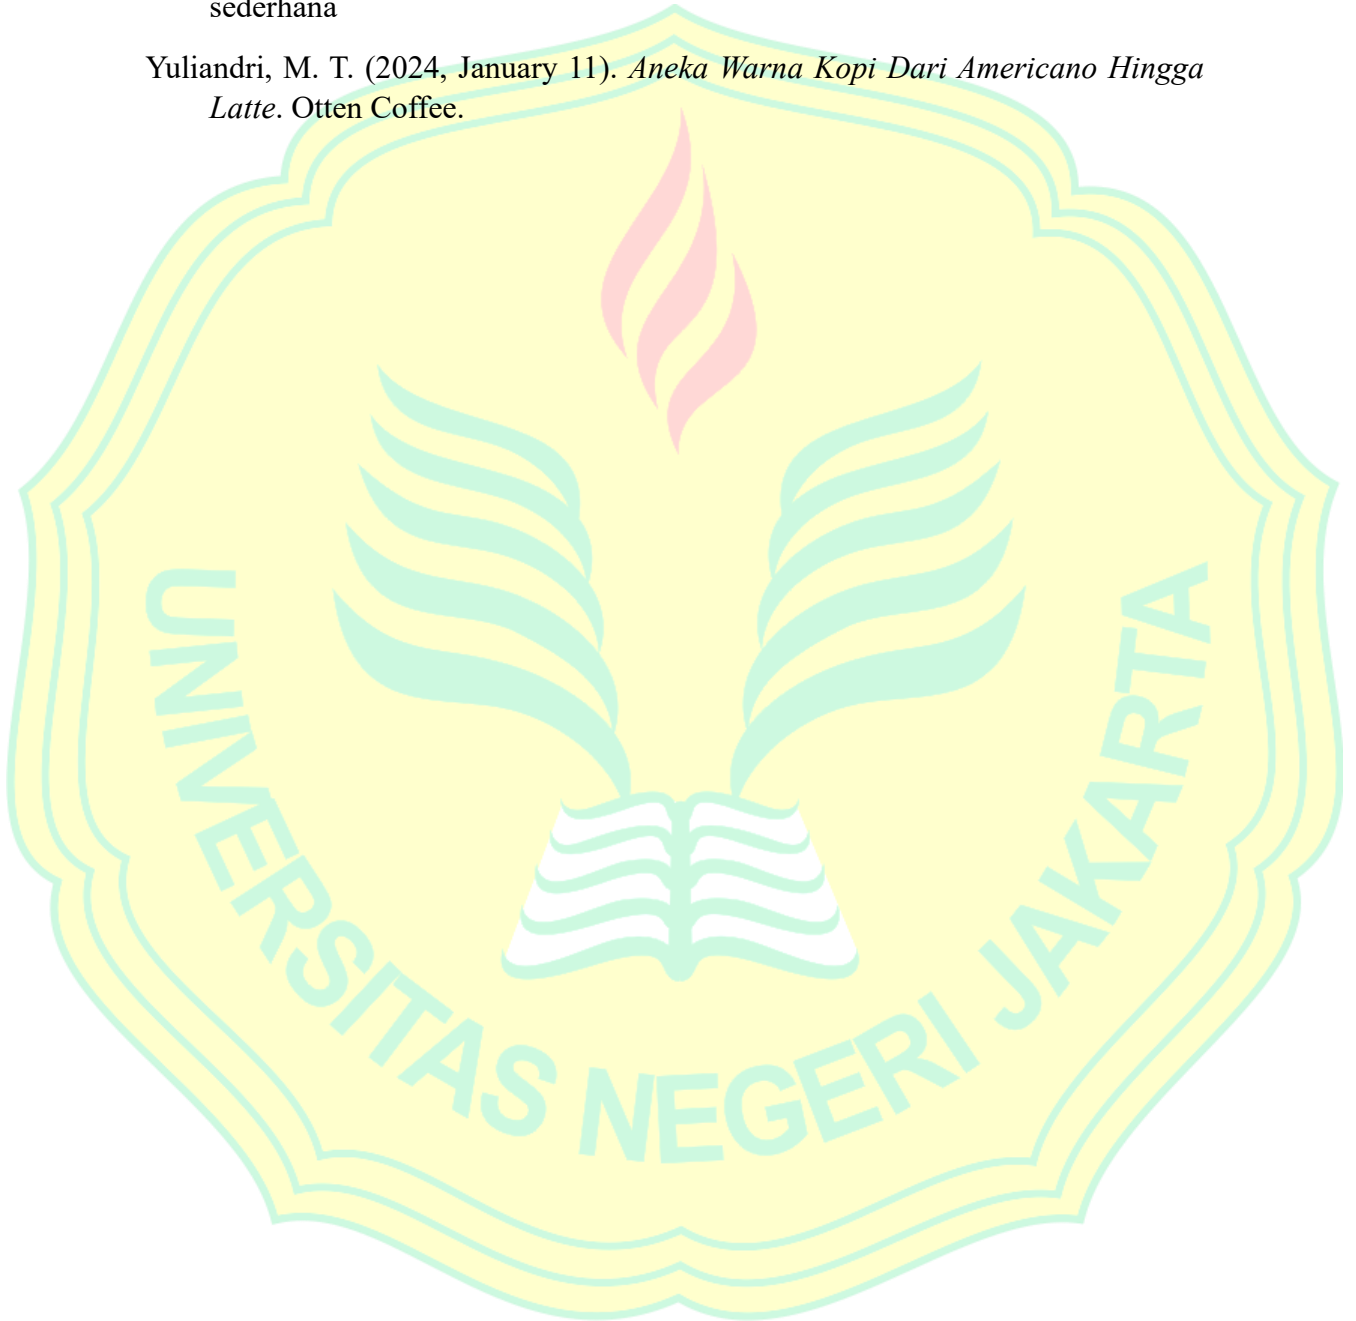 sederhana
Yuliandri, M. T. (2024, January 11). Aneka Warna Kopi Dari Americano Hingga
Latte. Otten Coffee.
UNIVERSITAS NEGERI JAKARTA